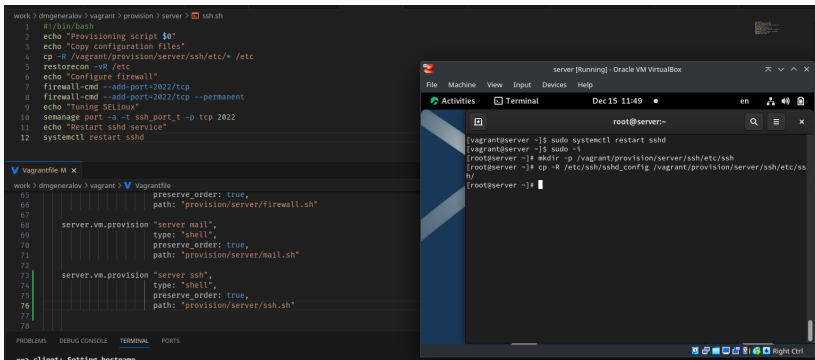 work > dmgeneralov > vagrant > provision > server > ssh.sh
1 #!/bin/bash
2 echo "Provisioning script $0"
3 echo "Copy configuration files"
4 cp -R /vagrant/provision/server/ssh/etc/* /etc
5 restorecon -vR /etc
6 echo "Configure firewall"
7 firewall-cmd --add-port=2022/tcp
8 firewall-cmd --add-port=2022/tcp --permanent
9 echo "Tuning SELinux"
10 semanage port -a -t ssh_port_t -p tcp 2022
11 echo "Restart sshd service"
12 systemctl restart sshd
Vagrantfile M ×
work > dmgeneralov > vagrant > Vagrantfile
65 preserve_order: true,
66 path: "provision/server/firewall.sh"
67
68 server.vm.provision "server mail",
69 type: "shell",
70 preserve_order: true,
71 path: "provision/server/mail.sh"
72
73 server.vm.provision "server ssh",
74 type: "shell",
75 preserve_order: true,
76 path: "provision/server/ssh.sh"
77
78
PROBLEMS DEBUG CONSOLE TERMINAL PORTS
==> client: Setting hostname
server [Running] - Oracle VM VirtualBox
File Machine View Input Devices Help
Activities Terminal Dec 15 11:49 en
root@server:~
[vagrant@server ~]$ sudo systemctl restart sshd
[vagrant@server ~]$ sudo -i
[root@server ~]# mkdir -p /vagrant/provision/server/ssh/etc/ssh
[root@server ~]# cp -R /etc/ssh/sshd_config /vagrant/provision/server/ssh/etc/ss
h/
[root@server ~]#
Right Ctrl